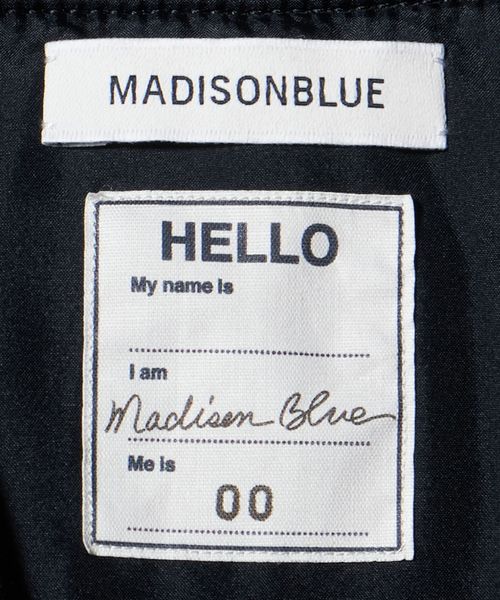 MADISONBLUE
HELLO
My name is
I am
Madison Blue
Me is
00